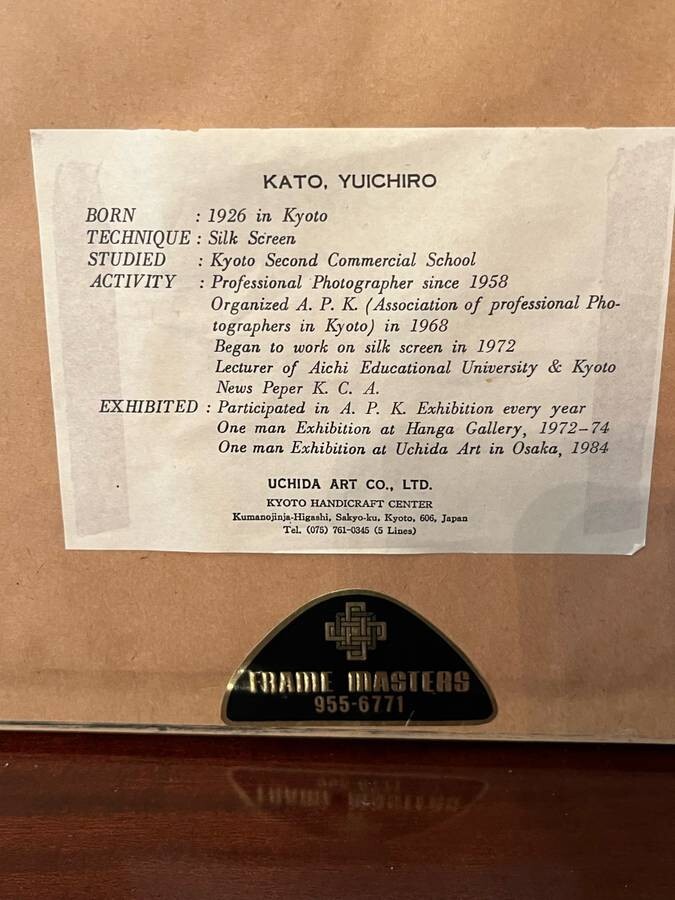 KATO, YUICHIRO
BORN : 1926 in Kyoto
TECHNIQUE : Silk Screen
STUDIED : Kyoto Second Commercial School
ACTIVITY : Professional Photographer since 1958
Organized A. P. K. (Association of professional Pho-
tographers in Kyoto) in 1968
Began to work on silk screen in 1972
Lecturer of Aichi Educational University & Kyoto
News Peper K. C. A.
EXHIBITED : Participated in A. P. K. Exhibition every year
One man Exhibition at Hanga Gallery, 1972-74
One man Exhibition at Uchida Art in Osaka, 1984
UCHIDA ART CO., LTD.
KYOTO HANDICRAFT CENTER
Kumanojinja-Higashi, Sakyo-ku, Kyoto, 606, Japan
Tel. (075) 761-0345 (5 Lines)
FRAME MASTERS
955-6771